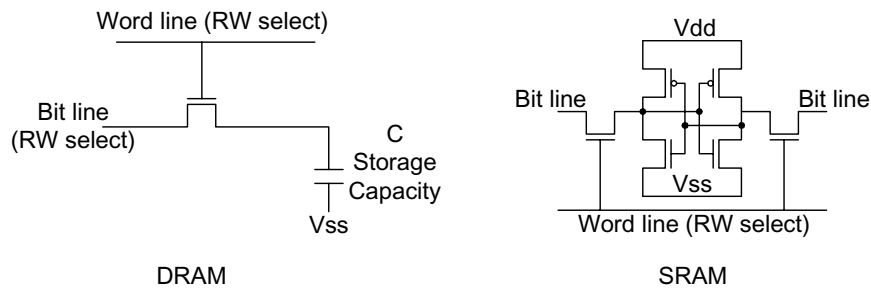 Word line (RW select)
Bit line
(RW select)
C
Storage
Capacity
Vss
DRAM
Vdd
Bit line
Bit line
Vss
Word line (RW select)
SRAM